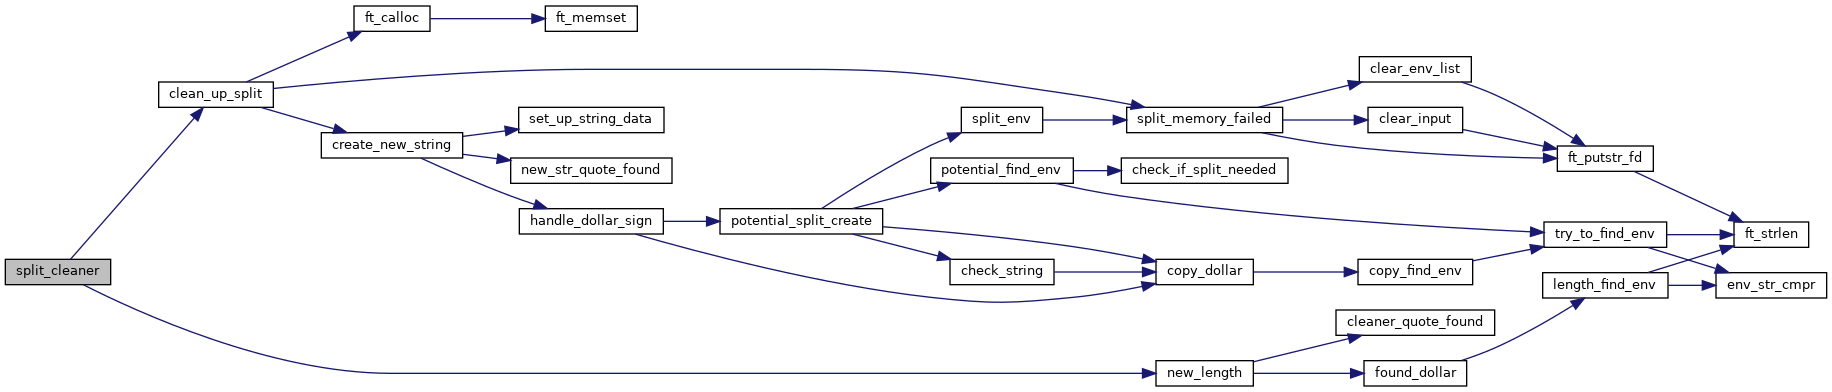 ft_calloc
ft_memset
clear_env_list
clean_up_split
set_up_string_data
split_env
split_memory_failed
clear_input
create_new_string
new_str_quote_found
potential_find_env
check_if_split_needed
ft_putstr_fd
handle_dollar_sign
potential_split_create
try_to_find_env
ft_strlen
split_cleaner
check_string
copy_dollar
copy_find_env
length_find_env
env_str_cmpr
cleaner_quote_found
new_length
found_dollar